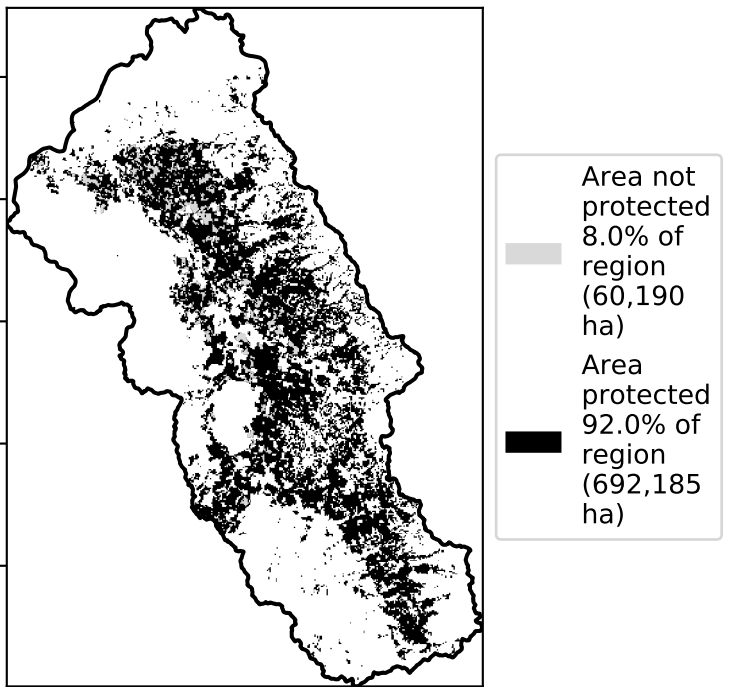 Area not
protected
8.0% of
region
(60,190
ha)
Area
protected
92.0% of
region
(692,185
ha)